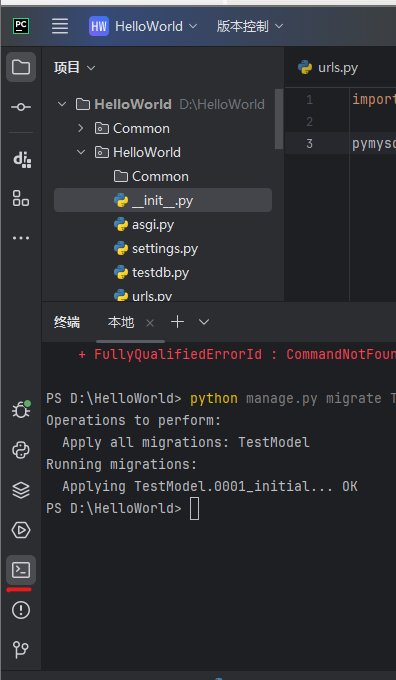 PC HW HelloWorld 版本控制
项目
urls.py
HelloWorld D:\HelloWorld
Common
HelloWorld
Common
__init__.py
asgi.py
settings.py
testdb.py
urls.py
1 import
2
3 pymysq
终端 本地
+ FullyQualifiedErrorId : CommandNotFoun
PS D:\HelloWorld> python manage.py migrate T
Operations to perform:
Apply all migrations: TestModel
Running migrations:
Applying TestModel.0001_initial... OK
PS D:\HelloWorld>